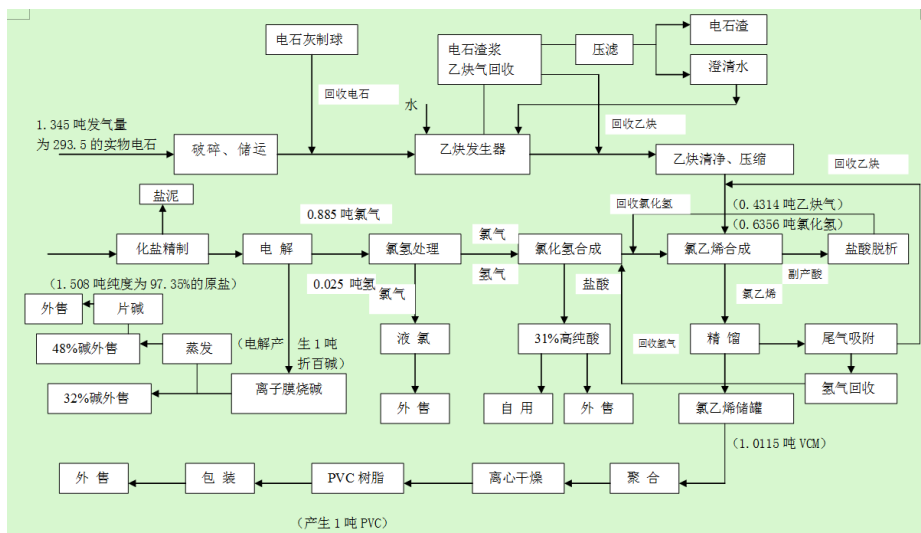 电石灰制球
电石渣浆
乙炔气回收
压滤
电石渣
澄清水
回收电石
水
回收乙炔
1.345 吨发气量
为 293.5 的实物电石
破碎、储运
乙炔发生器
乙炔清净、压缩
回收乙炔
盐泥
0.885 吨氯气
回收氯化氢
（0.4314 吨乙炔气）
（0.6356 吨氯化氢）
化盐精制
电 解
氯氢处理
氯气
氢气
氯化氢合成
氯乙烯合成
盐酸脱析
（1.508 吨纯度为 97.35%的原盐）
0.025 吨氢
氯气
盐酸
副产酸
氯乙烯
外售
片碱
48%碱外售
蒸发
（电解产
生 1 吨
折百碱）
液 氯
31%高纯酸
回收氢气
精 馏
尾气吸附
32%碱外售
离子膜烧碱
外 售
自 用
外 售
氯乙烯储罐
氢气回收
（1.0115 吨 VCM）
外 售
包 装
PVC 树脂
离心干燥
聚 合
（产生 1 吨 PVC）